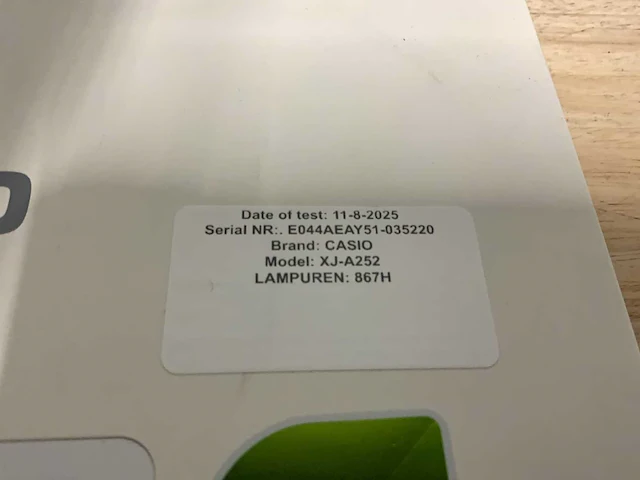 Date of test: 11-8-2025
Serial NR:. E044AEAY51-035220
Brand: CASIO
Model: XJ-A252
LAMPUREN: 867H